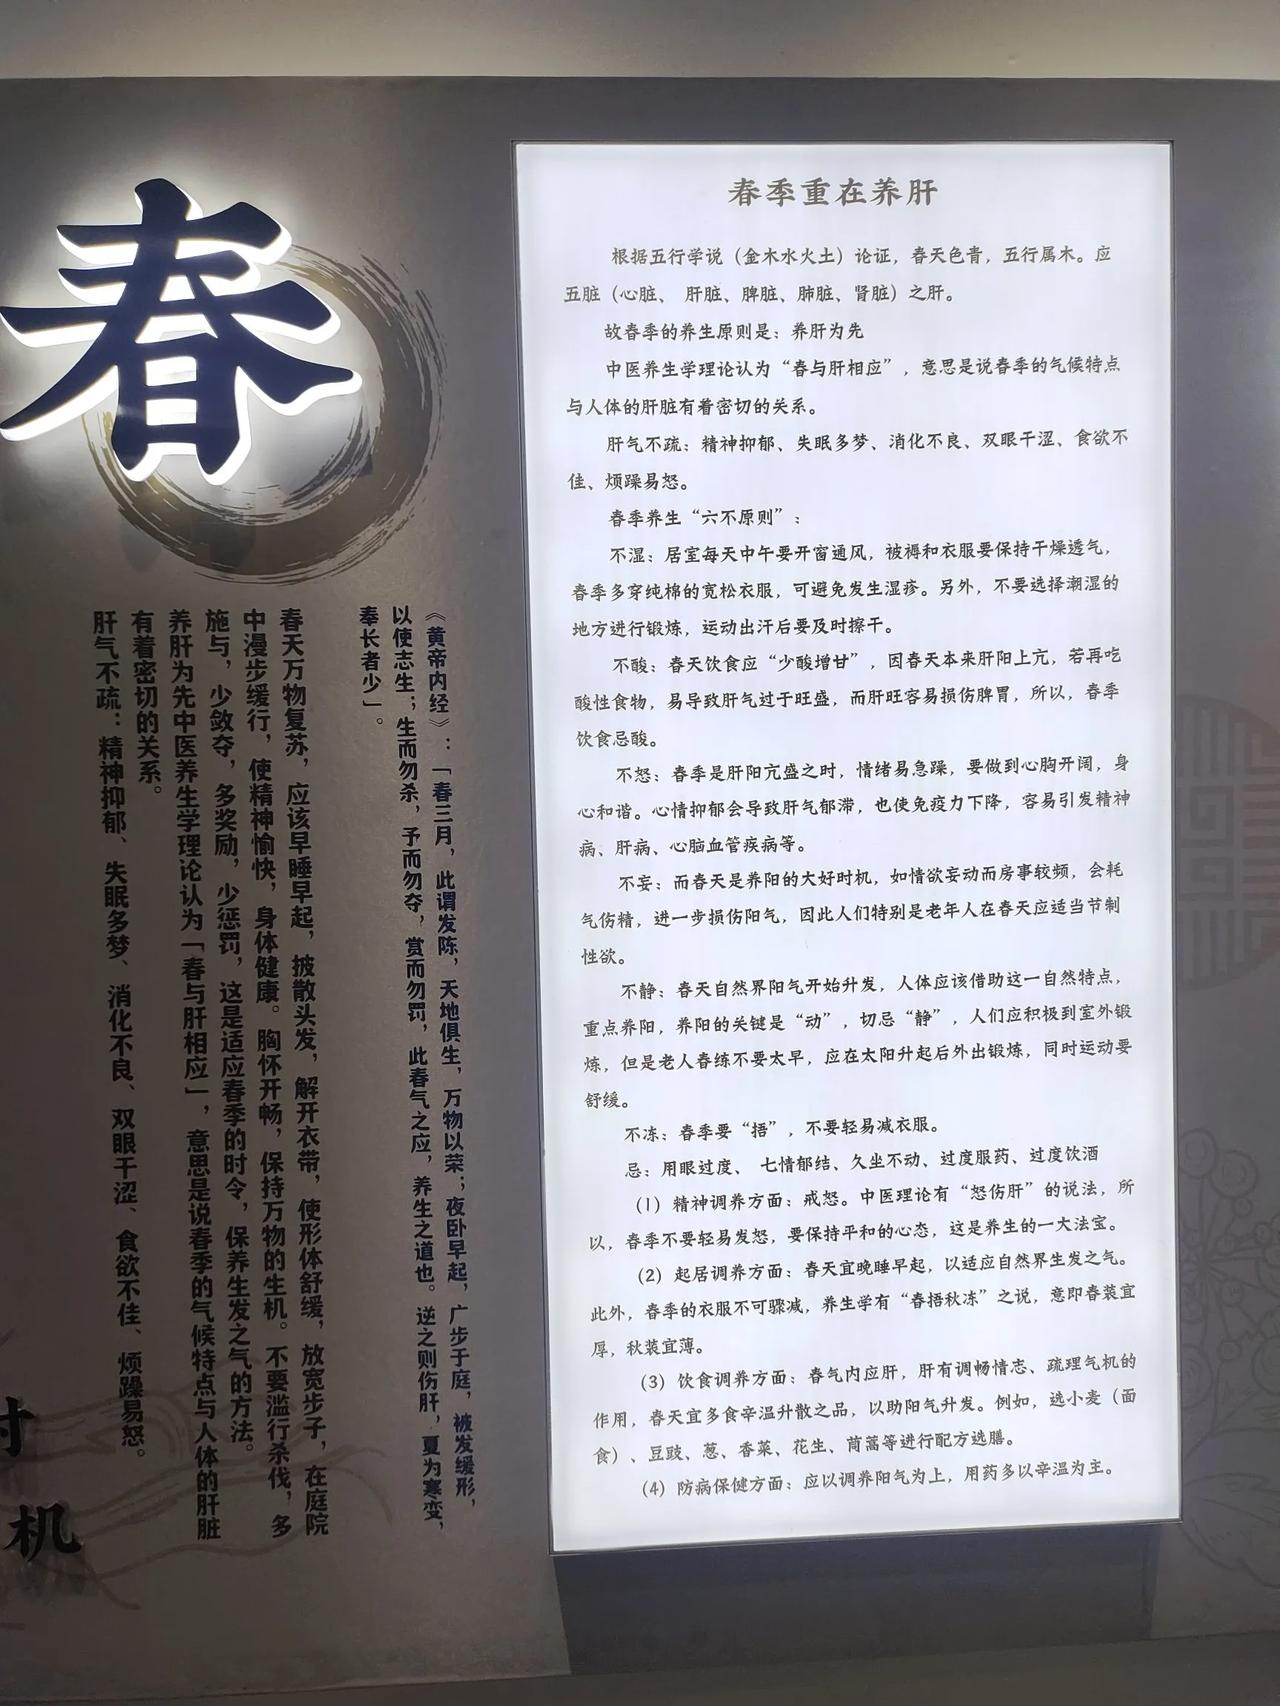 春
《黄帝内经》：「春三月，此谓发陈，天地俱生，万物以荣；夜卧早起，广步于庭，被发缓形，
以使志生；生而勿杀，予而勿夺，赏而勿罚，此春气之应，养生之道也。逆之则伤肝，夏为寒变，
奉长者少」。
春天万物复苏，应该早睡早起，披散头发，解开衣带，使形体舒缓，放宽步子，在庭院
中漫步缓行，使精神愉快，身体健康。胸怀开畅，保持万物的生机。不要滥行杀伐，多
施与，少敛夺，多奖励，少惩罚，这是适应春季的时令，保养生发之气的方法。
养肝为先中医养生学理论认为「春与肝相应」，意思是说春季的气候特点与人体的肝脏
有着密切的关系。
肝气不疏：精神抑郁、失眠多梦、消化不良、双眼干涩、食欲不佳、烦躁易怒。
机
春季重在养肝
根据五行学说（金木水火土）论证，春天色青，五行属木。应
五脏（心脏、 肝脏、脾脏、肺脏、肾脏）之肝。
故春季的养生原则是：养肝为先
中医养生学理论认为“春与肝相应”，意思是说春季的气候特点
与人体的肝脏有着密切的关系。
肝气不疏：精神抑郁、失眠多梦、消化不良、双眼干涩、食欲不
佳、烦躁易怒。
春季养生“六不原则”：
不湿：居室每天中午要开窗通风，被褥和衣服要保持干燥透气，
春季多穿纯棉的宽松衣服，可避免发生湿疹。另外，不要选择潮湿的
地方进行锻炼，运动出汗后要及时擦干。
不酸：春天饮食应“少酸增甘”，因春天本来肝阳上亢，若再吃
酸性食物，易导致肝气过于旺盛，而肝旺容易损伤脾胃，所以，春季
饮食忌酸。
不怒：春季是肝阳亢盛之时，情绪易急躁，要做到心胸开阔，身
心和谐。心情抑郁会导致肝气郁滞，也使免疫力下降，容易引发精神
病、肝病、心脑血管疾病等。
不妄：而春天是养阳的大好时机，如情欲妄动而房事较频，会耗
气伤精，进一步损伤阳气，因此人们特别是老年人在春天应适当节制
性欲。
不静：春天自然界阳气开始升发，人体应该借助这一自然特点，
重点养阳，养阳的关键是“动”，切忌“静”，人们应积极到室外锻
炼，但是老人春练不要太早，应在太阳升起后外出锻炼，同时运动要
舒缓。
不冻：春季要“捂”，不要轻易减衣服。
忌：用眼过度、 七情郁结、久坐不动、过度服药、过度饮酒
（1）精神调养方面：戒怒。中医理论有“怒伤肝”的说法，所
以，春季不要轻易发怒，要保持平和的心态，这是养生的一大法宝。
（2）起居调养方面：春天宜晚睡早起，以适应自然界生发之气。
此外，春季的衣服不可骤减，养生学有“春捂秋冻”之说，意即春装宜
厚，秋装宜薄。
（3）饮食调养方面：春气内应肝，肝有调畅情志、疏理气机的
作用，春天宜多食辛温升散之品，以助阳气升发。例如，选小麦（面
食）、豆豉、葱、香菜、花生、茼蒿等进行配方选膳。
（4）防病保健方面：应以调养阳气为上，用药多以辛温为主。